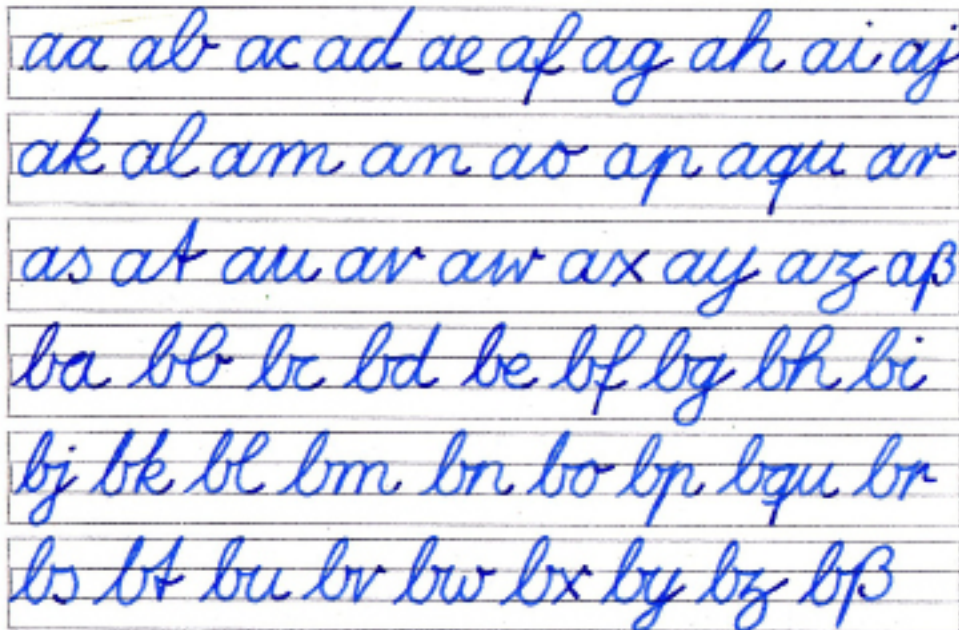 aa ab ac ad ae af ag ah ai aj
ak al am an ao ap aqu ar
as at au av aw ax ay az aß
ba bb bc bd be bf bg bh bi
bj bk bl bm bn bo bp bqu br
bs bt bu bv bw bx by bz bß